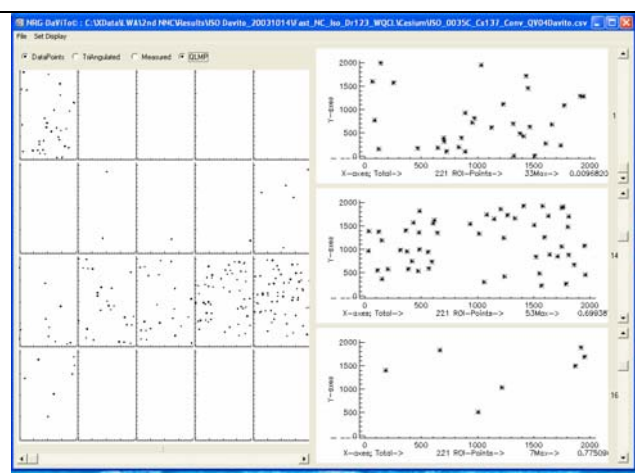 NRG DaViTo©: C:\XData\LWA\2nd NNC\Results\ISO Davito_20031014\Fast_NC_Iso_Dr123_WQCL\Cesium\ISO_0035C_Cs137_Conv_QV04Davito.csv
File Set Display
DataPoints TriAngulated Measured QLMP
2000
1500
1000
500
0
Y-axes
0 500 1000 1500 2000
X-axes; Total-> 221 ROI-Points-> 33Max-> 0.0096820
1
2000
1500
1000
500
0
Y-axes
0 500 1000 1500 2000
X-axes; Total-> 221 ROI-Points-> 53Max-> 0.69938
14
2000
1500
1000
500
0
Y-axes
0 500 1000 1500 2000
X-axes; Total-> 221 ROI-Points-> 7Max-> 0.77509
16